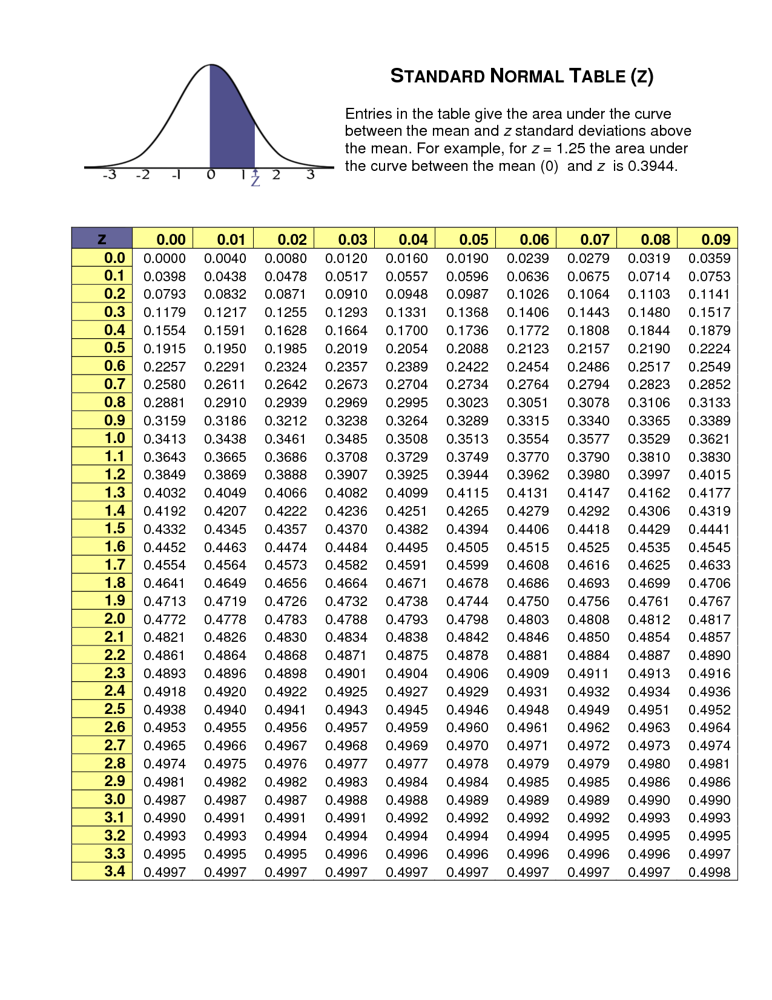 STANDARD NORMAL TABLE (Z)
Entries in the table give the area under the curve
between the mean and z standard deviations above
the mean. For example, for z = 1.25 the area under
the curve between the mean (0) and z is 0.3944.
-3 -2 -1 0 1 2 3
Z
z 0.00 0.01 0.02 0.03 0.04 0.05 0.06 0.07 0.08 0.09
0.0 0.0000 0.0040 0.0080 0.0120 0.0160 0.0190 0.0239 0.0279 0.0319 0.0359
0.1 0.0398 0.0438 0.0478 0.0517 0.0557 0.0596 0.0636 0.0675 0.0714 0.0753
0.2 0.0793 0.0832 0.0871 0.0910 0.0948 0.0987 0.1026 0.1064 0.1103 0.1141
0.3 0.1179 0.1217 0.1255 0.1293 0.1331 0.1368 0.1406 0.1443 0.1480 0.1517
0.4 0.1554 0.1591 0.1628 0.1664 0.1700 0.1736 0.1772 0.1808 0.1844 0.1879
0.5 0.1915 0.1950 0.1985 0.2019 0.2054 0.2088 0.2123 0.2157 0.2190 0.2224
0.6 0.2257 0.2291 0.2324 0.2357 0.2389 0.2422 0.2454 0.2486 0.2517 0.2549
0.7 0.2580 0.2611 0.2642 0.2673 0.2704 0.2734 0.2764 0.2794 0.2823 0.2852
0.8 0.2881 0.2910 0.2939 0.2969 0.2995 0.3023 0.3051 0.3078 0.3106 0.3133
0.9 0.3159 0.3186 0.3212 0.3238 0.3264 0.3289 0.3315 0.3340 0.3365 0.3389
1.0 0.3413 0.3438 0.3461 0.3485 0.3508 0.3513 0.3554 0.3577 0.3529 0.3621
1.1 0.3643 0.3665 0.3686 0.3708 0.3729 0.3749 0.3770 0.3790 0.3810 0.3830
1.2 0.3849 0.3869 0.3888 0.3907 0.3925 0.3944 0.3962 0.3980 0.3997 0.4015
1.3 0.4032 0.4049 0.4066 0.4082 0.4099 0.4115 0.4131 0.4147 0.4162 0.4177
1.4 0.4192 0.4207 0.4222 0.4236 0.4251 0.4265 0.4279 0.4292 0.4306 0.4319
1.5 0.4332 0.4345 0.4357 0.4370 0.4382 0.4394 0.4406 0.4418 0.4429 0.4441
1.6 0.4452 0.4463 0.4474 0.4484 0.4495 0.4505 0.4515 0.4525 0.4535 0.4545
1.7 0.4554 0.4564 0.4573 0.4582 0.4591 0.4599 0.4608 0.4616 0.4625 0.4633
1.8 0.4641 0.4649 0.4656 0.4664 0.4671 0.4678 0.4686 0.4693 0.4699 0.4706
1.9 0.4713 0.4719 0.4726 0.4732 0.4738 0.4744 0.4750 0.4756 0.4761 0.4767
2.0 0.4772 0.4778 0.4783 0.4788 0.4793 0.4798 0.4803 0.4808 0.4812 0.4817
2.1 0.4821 0.4826 0.4830 0.4834 0.4838 0.4842 0.4846 0.4850 0.4854 0.4857
2.2 0.4861 0.4864 0.4868 0.4871 0.4875 0.4878 0.4881 0.4884 0.4887 0.4890
2.3 0.4893 0.4896 0.4898 0.4901 0.4904 0.4906 0.4909 0.4911 0.4913 0.4916
2.4 0.4918 0.4920 0.4922 0.4925 0.4927 0.4929 0.4931 0.4932 0.4934 0.4936
2.5 0.4938 0.4940 0.4941 0.4943 0.4945 0.4946 0.4948 0.4949 0.4951 0.4952
2.6 0.4953 0.4955 0.4956 0.4957 0.4959 0.4960 0.4961 0.4962 0.4963 0.4964
2.7 0.4965 0.4966 0.4967 0.4968 0.4969 0.4970 0.4971 0.4972 0.4973 0.4974
2.8 0.4974 0.4975 0.4976 0.4977 0.4977 0.4978 0.4979 0.4979 0.4980 0.4981
2.9 0.4981 0.4982 0.4982 0.4983 0.4984 0.4984 0.4985 0.4985 0.4986 0.4986
3.0 0.4987 0.4987 0.4987 0.4988 0.4988 0.4989 0.4989 0.4989 0.4990 0.4990
3.1 0.4990 0.4991 0.4991 0.4991 0.4992 0.4992 0.4992 0.4992 0.4993 0.4993
3.2 0.4993 0.4993 0.4994 0.4994 0.4994 0.4994 0.4994 0.4995 0.4995 0.4995
3.3 0.4995 0.4995 0.4995 0.4996 0.4996 0.4996 0.4996 0.4996 0.4996 0.4997
3.4 0.4997 0.4997 0.4997 0.4997 0.4997 0.4997 0.4997 0.4997 0.4997 0.4998